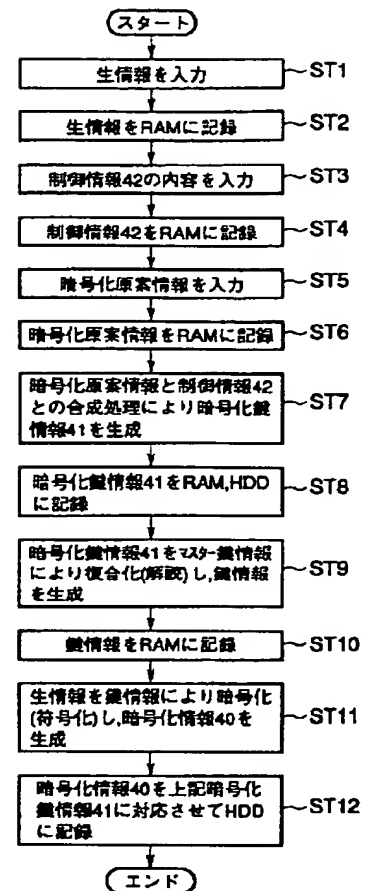 スタート
生情報を入力 ST1
生情報をRAMに記録 ST2
制御情報42の内容を入力 ST3
制御情報42をRAMに記録 ST4
暗号化原案情報を入力 ST5
暗号化原案情報をRAMに記録 ST6
暗号化原案情報と制御情報42
との合成処理により暗号化鍵 ST7
情報41を生成
暗号化鍵情報41をRAM,HDD ST8
に記録
暗号化鍵情報41をマスター鍵情報
により復合化(解読)し,鍵情報 ST9
を生成
鍵情報をRAMに記録 ST10
生情報を鍵情報により暗号化
(符号化)し,暗号化情報40を ST11
生成
暗号化情報40を上記暗号化
鍵情報41に対応させてHDD ST12
に記録
エンド